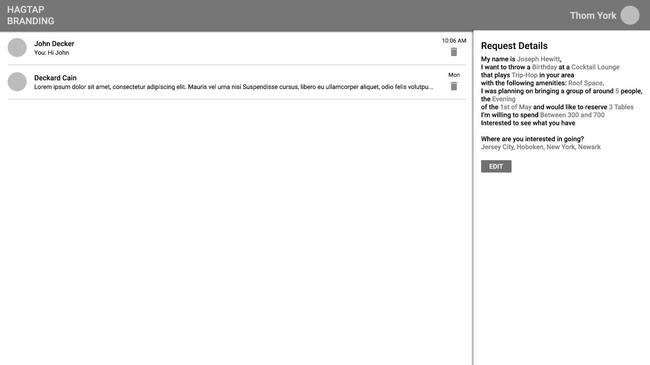 HAGTAP
BRANDING
Thom York
John Decker
10:06 AM
You: Hi John
Deckard Cain
Mon
Lorem ipsum dolor sit amet, consectetur adipiscing elit. Mauris vel urna nisi Suspendisse cursus, libero eu ullamcorper aliquet, odio felis volutpu...
Request Details
My name is Joseph Hewitt,
I want to throw a Birthday at a Cocktail Lounge
that plays Trip-Hop in your area
with the following amenities: Roof Space,
I was planning on bringing a group of around 5 people,
the Evening
of the 1st of May and would like to reserve 3 Tables
I'm willing to spend Between 300 and 700
Interested to see what you have
Where are you interested in going?
Jersey City, Hoboken, New York, Newark
EDIT